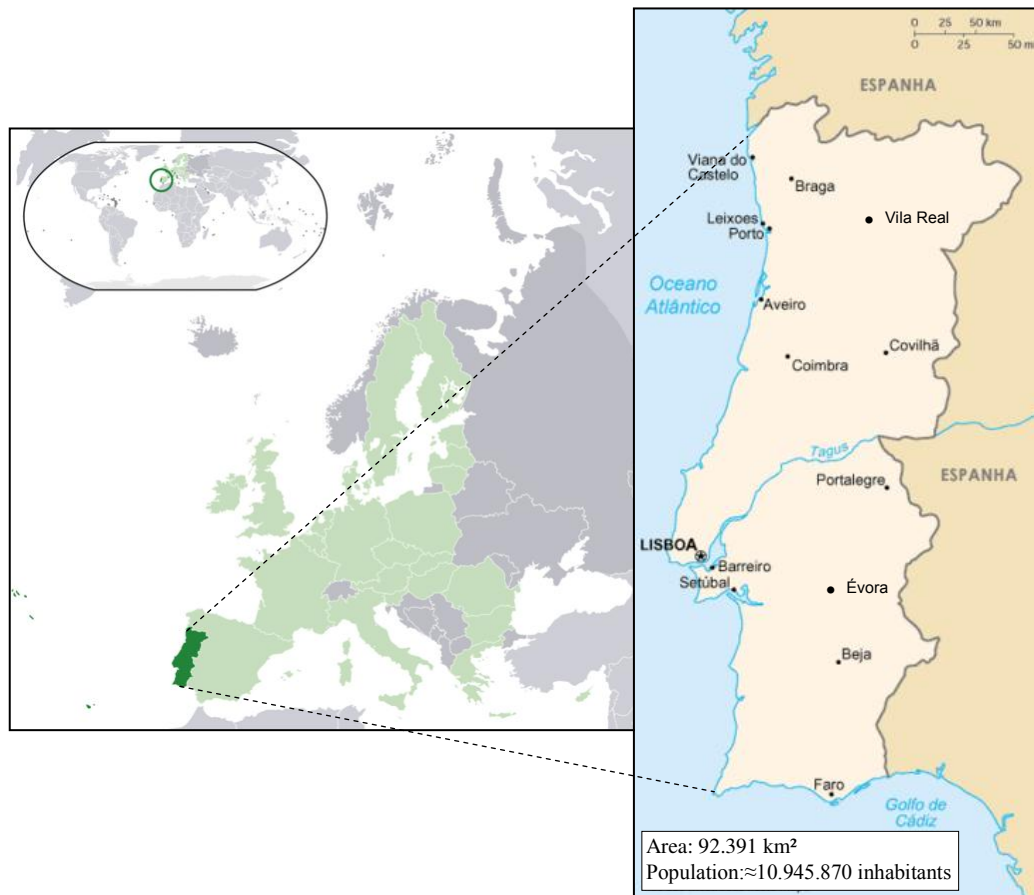 0 25 50 km
0 25 50 mi
ESPANHA
Viana do
Castelo
Braga
Leixoes
Porto
Vila Real
Oceano
Atlântico
Aveiro
Covilhã
Coimbra
Tagus
Portalegre
ESPANHA
LISBOA
Barreiro
Setúbal
Évora
Beja
Faro
Golfo de
Cádiz
Area: 92.391 km²
Population:≈10.945.870 inhabitants